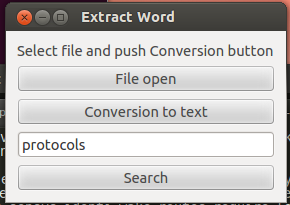 Extract Word
Select file and push Conversion button
File open
Conversion to text
protocols
Search